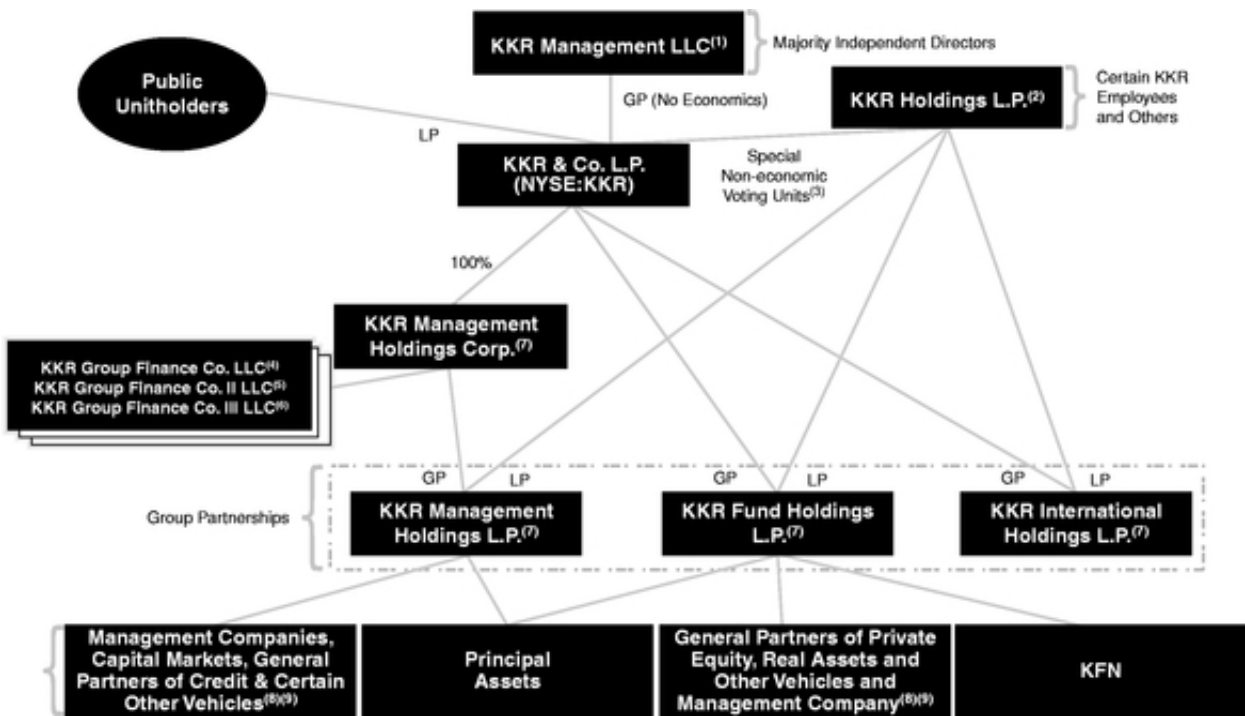 KKR Management LLC(1)
Majority Independent Directors
Public
Unitholders
GP (No Economics)
KKR Holdings L.P.(2)
Certain KKR
Employees
and Others
LP
KKR & Co. L.P.
(NYSE:KKR)
Special
Non-economic
Voting Units(3)
100%
KKR Management
Holdings Corp.(7)
KKR Group Finance Co. LLC(4)
KKR Group Finance Co. II LLC(5)
KKR Group Finance Co. III LLC(6)
Group Partnerships
GP LP
KKR Management
Holdings L.P.(7)
GP LP
KKR Fund Holdings
L.P.(7)
GP LP
KKR International
Holdings L.P.(7)
Management Companies,
Capital Markets, General
Partners of Credit & Certain
Other Vehicles(8)(9)
Principal
Assets
General Partners of Private
Equity, Real Assets and
Other Vehicles and
Management Company(8)(9)
KFN